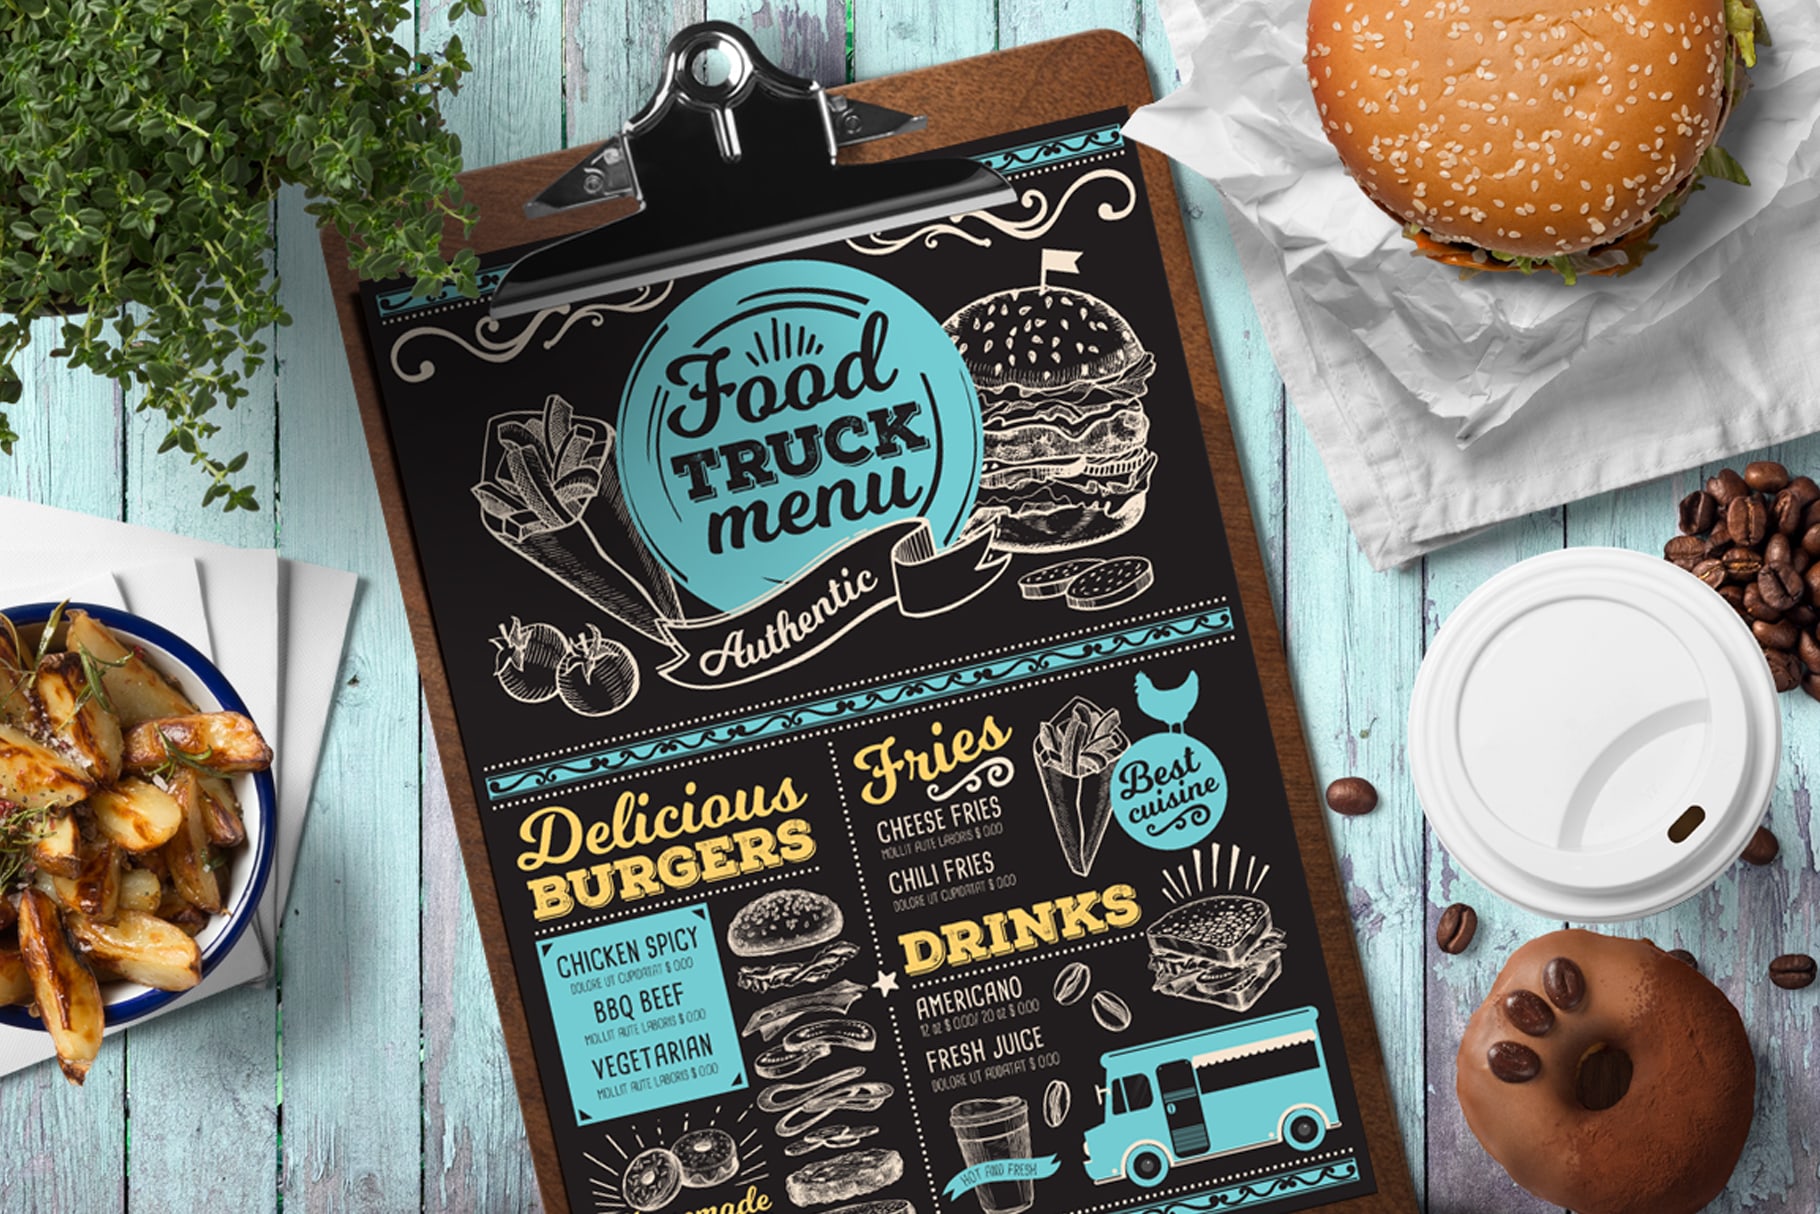 Food
TRUCK
menu
Authentic
Delicious
BURGERS
CHICKEN SPICY
DOLORE UT CUPIDATAT $ 0.00
BBQ BEEF
MOLLIT AUTE LABORIS $ 0.00
VEGETARIAN
MOLLIT AUTE LABORIS $ 0.00
Fries
CHEESE FRIES
MOLLIT AUTE LABORIS $ 0.00
CHILI FRIES
DOLORE UT CUPIDATAT $ 0.00
Best
cuisine
DRINKS
AMERICANO
12 oz $ 0.00/ 20 oz $ 0.00
FRESH JUICE
DOLORE UT $ 0.00
HOT AND FRESH